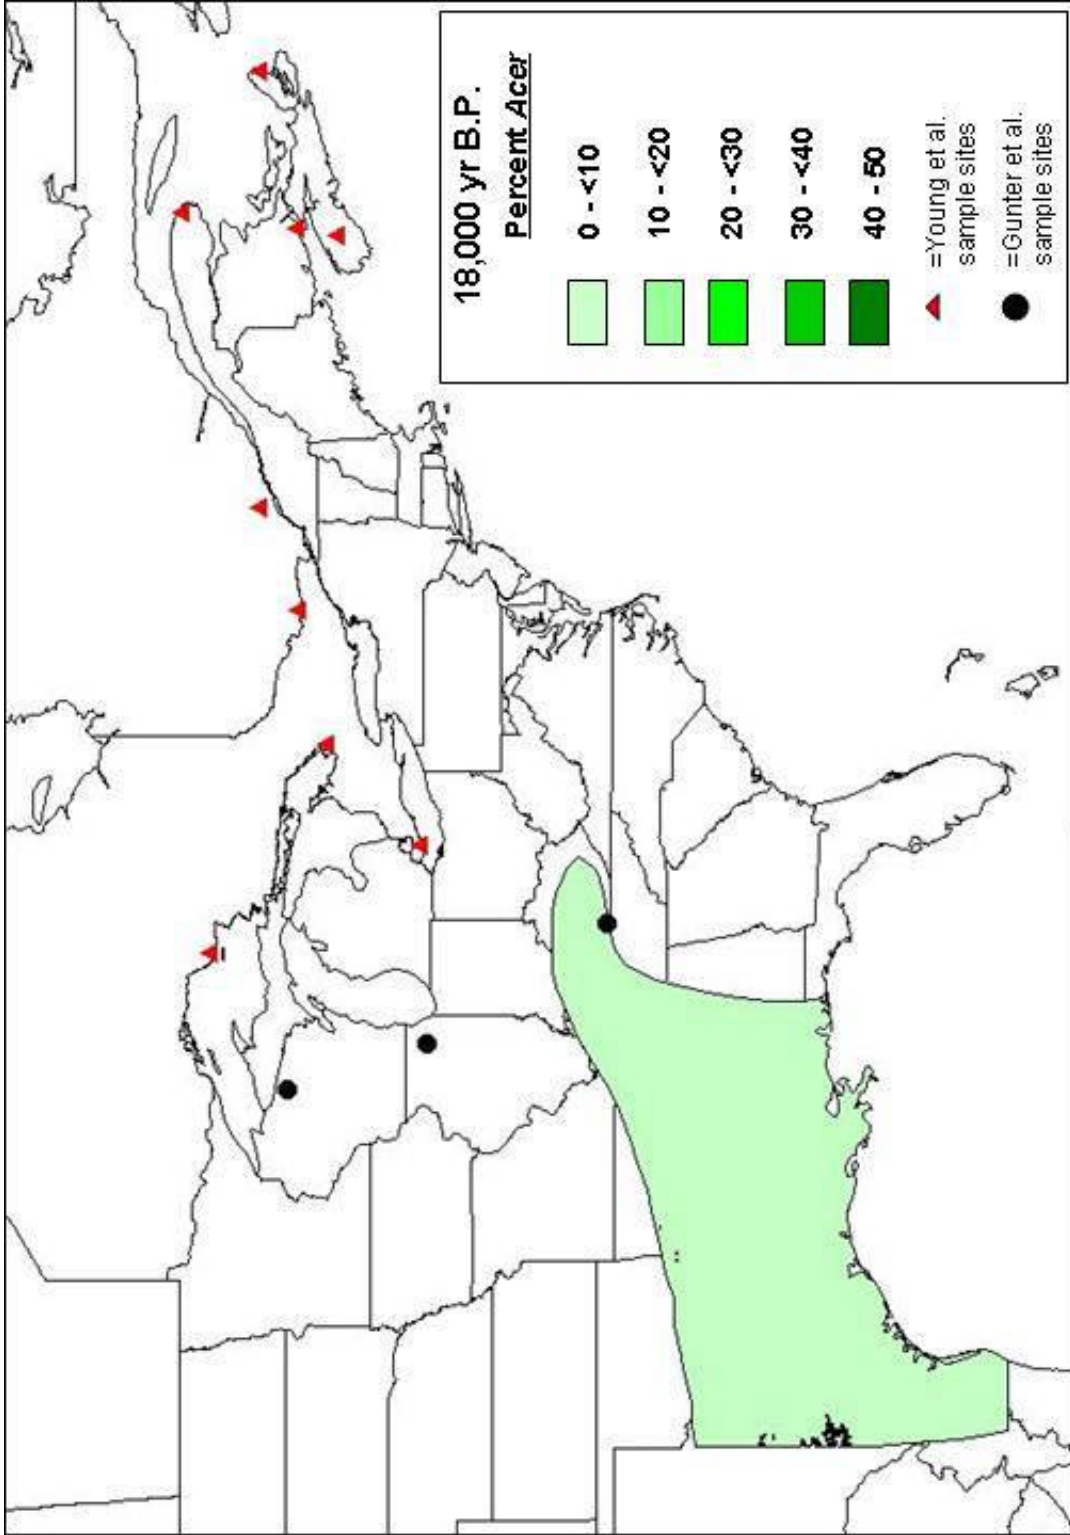 18,000 yr B.P.
Percent Acer
0 - <10
10 - <20
20 - <30
30 - <40
40 - 50
=Young et al.
sample sites
=Gunter et al.
sample sites